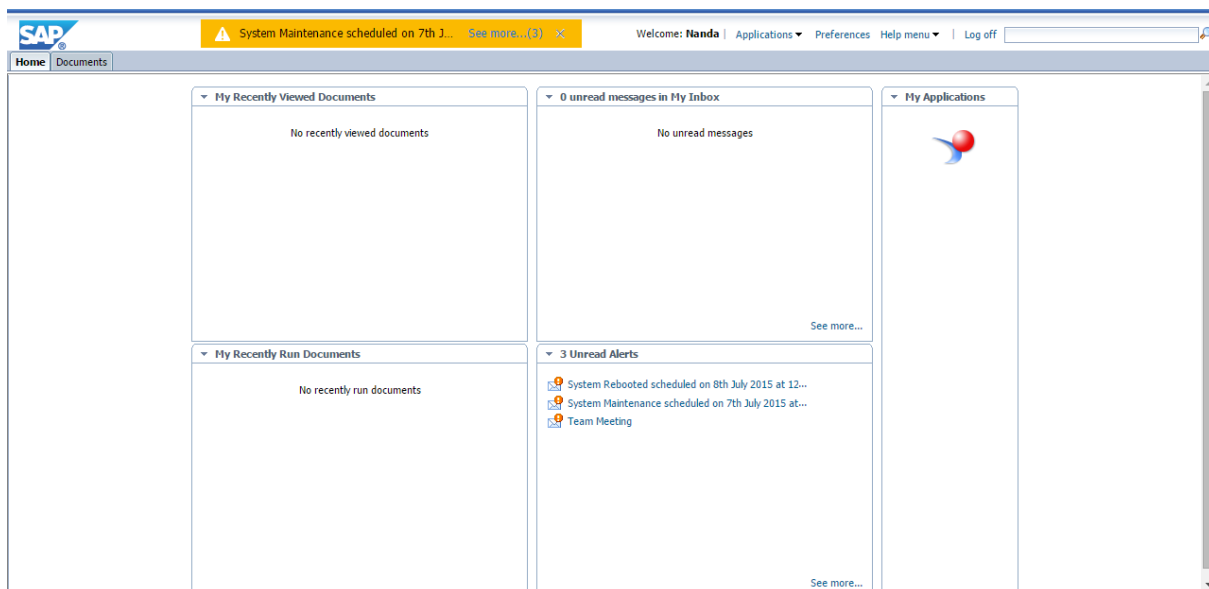 SAP®
System Maintenance scheduled on 7th J... See more...(3) ×
Welcome: Nanda | Applications Preferences Help menu | Log off
Home Documents
My Recently Viewed Documents
No recently viewed documents
0 unread messages in My Inbox
No unread messages
See more...
My Applications
My Recently Run Documents
No recently run documents
3 Unread Alerts
System Rebooted scheduled on 8th July 2015 at 12...
System Maintenance scheduled on 7th July 2015 at...
Team Meeting
See more...